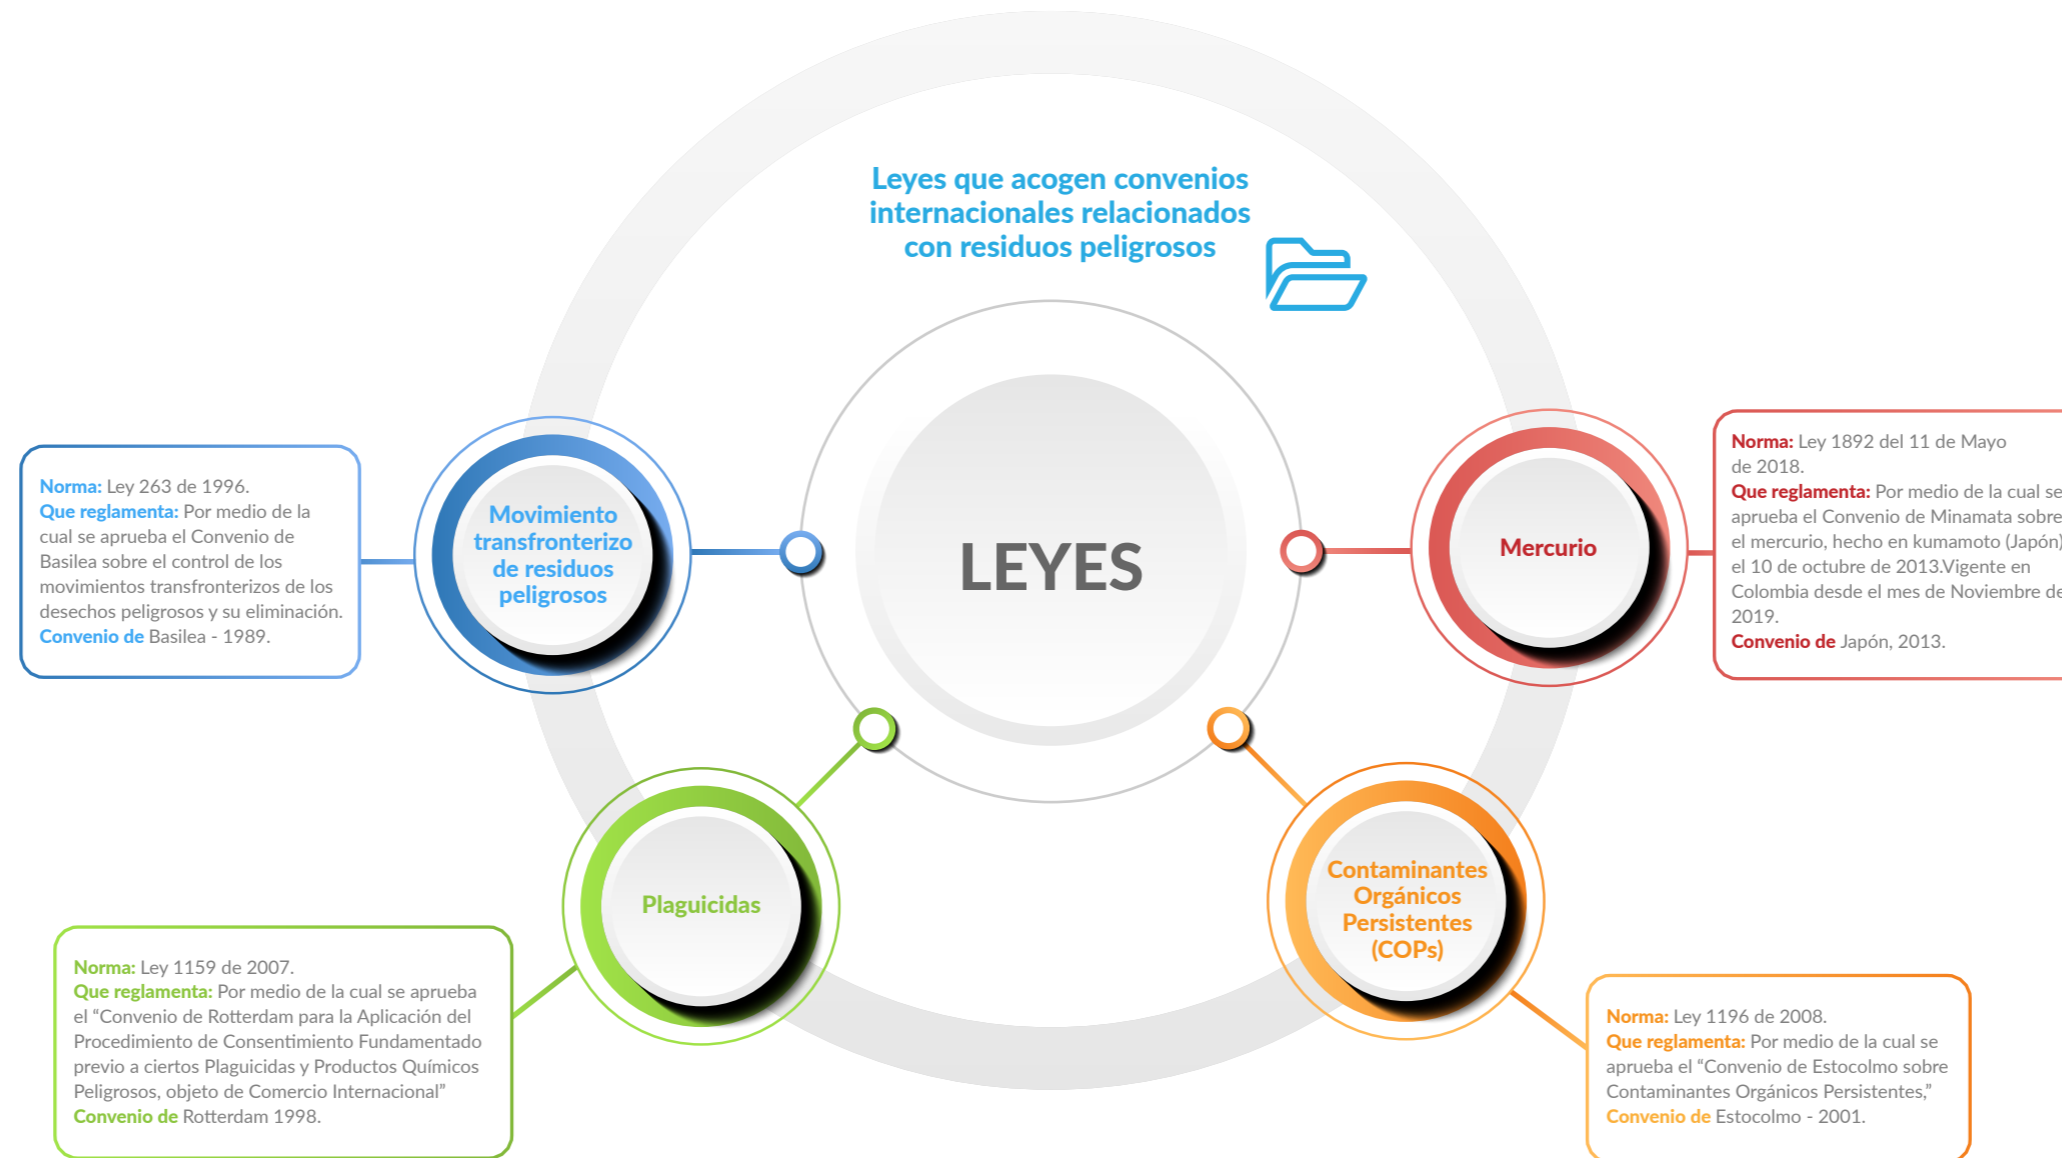 Leyes que acogen convenios
internacionales relacionados
con residuos peligrosos
LEYES
Movimiento
transfronterizo
de residuos
peligrosos
Norma: Ley 263 de 1996.
Que reglamenta: Por medio de la
cual se aprueba el Convenio de
Basilea sobre el control de los
movimientos transfronterizos de los
desechos peligrosos y su eliminación.
Convenio de Basilea - 1989.
Mercurio
Norma: Ley 1892 del 11 de Mayo
de 2018.
Que reglamenta: Por medio de la cual se
aprueba el Convenio de Minamata sobre
el mercurio, hecho en kumamoto (Japón)
el 10 de octubre de 2013.Vigente en
Colombia desde el mes de Noviembre de
2019.
Convenio de Japón, 2013.
Plaguicidas
Norma: Ley 1159 de 2007.
Que reglamenta: Por medio de la cual se aprueba
el “Convenio de Rotterdam para la Aplicación del
Procedimiento de Consentimiento Fundamentado
previo a ciertos Plaguicidas y Productos Químicos
Peligrosos, objeto de Comercio Internacional”
Convenio de Rotterdam 1998.
Contaminantes
Orgánicos
Persistentes
(COPs)
Norma: Ley 1196 de 2008.
Que reglamenta: Por medio de la cual se
aprueba el “Convenio de Estocolmo sobre
Contaminantes Orgánicos Persistentes,”
Convenio de Estocolmo - 2001.